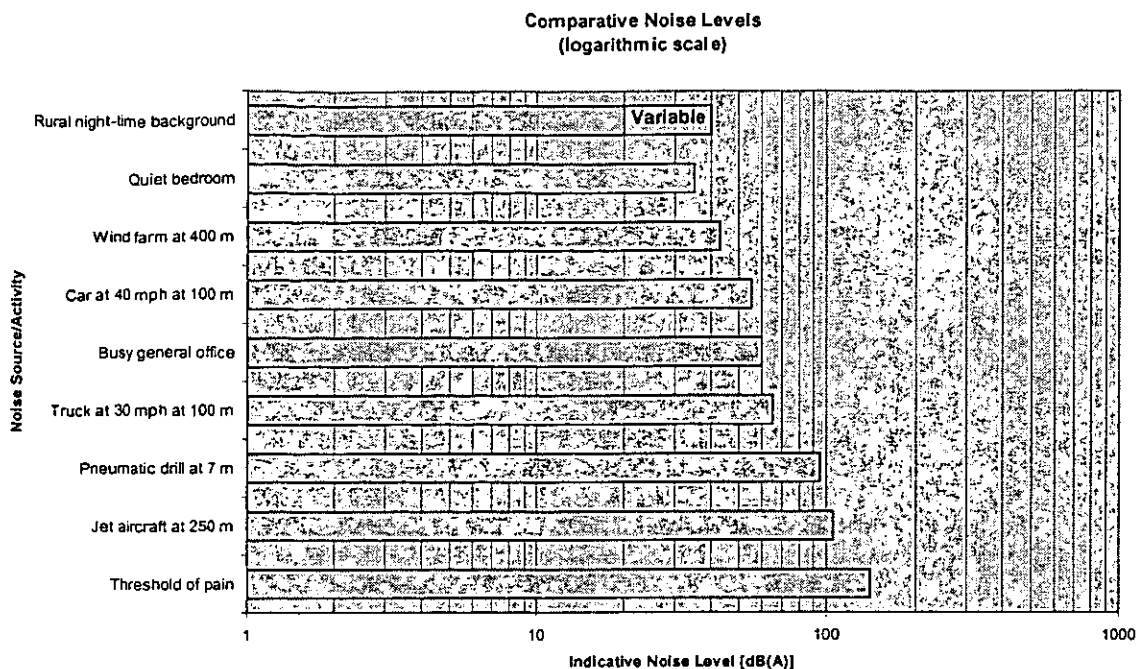 Comparative Noise Levels
(logarithmic scale)
Noise Source/Activity
Rural night-time background
Variable
Quiet bedroom
Wind farm at 400 m
Car at 40 mph at 100 m
Busy general office
Truck at 30 mph at 100 m
Pneumatic drill at 7 m
Jet aircraft at 250 m
Threshold of pain
1 10 100 1000
Indicative Noise Level [dB(A)]